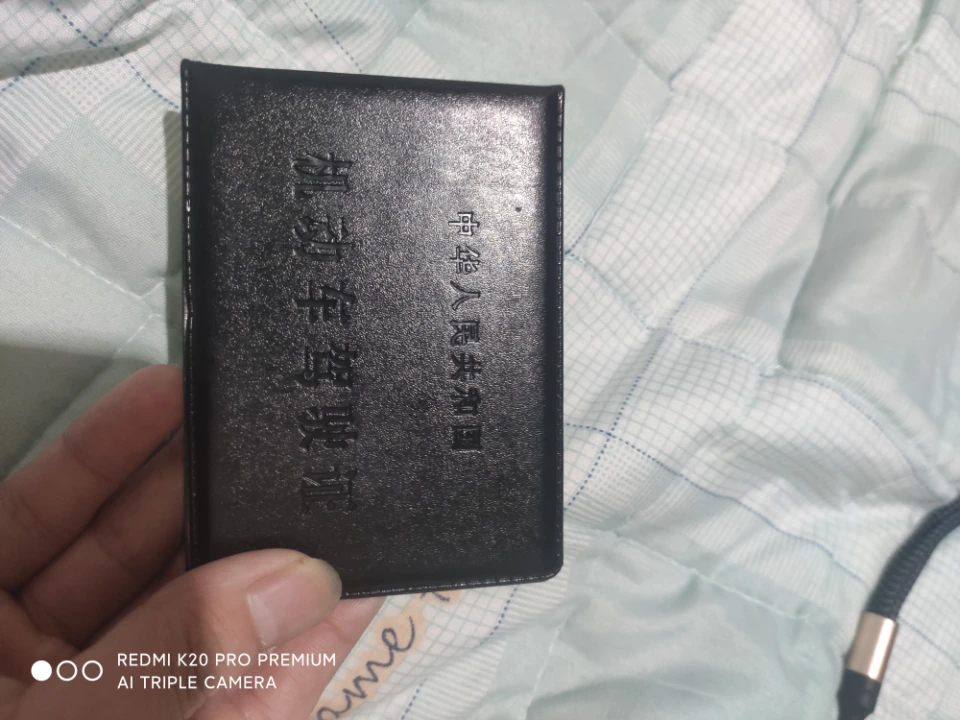 中华人民共和国
机动车驾驶证
ame
REDMI K20 PRO PREMIUM
AI TRIPLE CAMERA